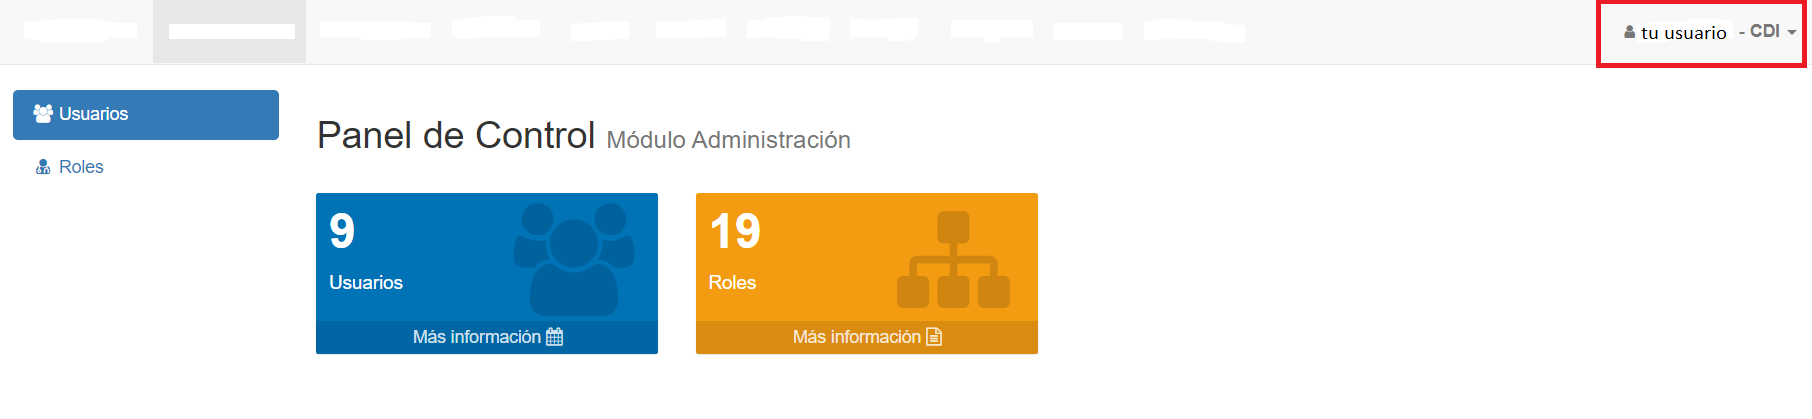 tu usuario - CDI
Usuarios
Roles
Panel de Control Módulo Administración
9
Usuarios
Más información
19
Roles
Más información